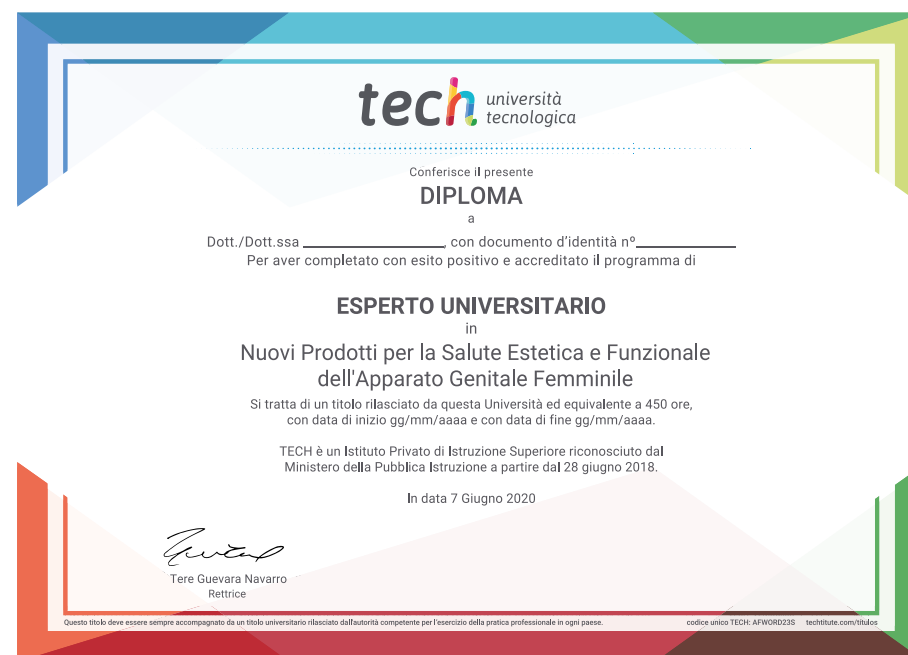 tech università
tecnologica
Conferisce il presente
DIPLOMA
a
Dott./Dott.ssa ____________________, con documento d'identità nº______________
Per aver completato con esito positivo e accreditato il programma di
ESPERTO UNIVERSITARIO
in
Nuovi Prodotti per la Salute Estetica e Funzionale
dell'Apparato Genitale Femminile
Si tratta di un titolo rilasciato da questa Università ed equivalente a 450 ore,
con data di inizio gg/mm/aaaa e con data di fine gg/mm/aaaa.
TECH è un Istituto Privato di Istruzione Superiore riconosciuto dal
Ministero della Pubblica Istruzione a partire dal 28 giugno 2018.
In data 7 Giugno 2020
Tere Guevara Navarro
Rettrice
Questo titolo deve essere sempre accompagnato da un titolo universitario rilasciato dall'autorità competente per l'esercizio della pratica professionale in ogni paese. codice unico TECH: AFWORD23S techtitute.com/títulos